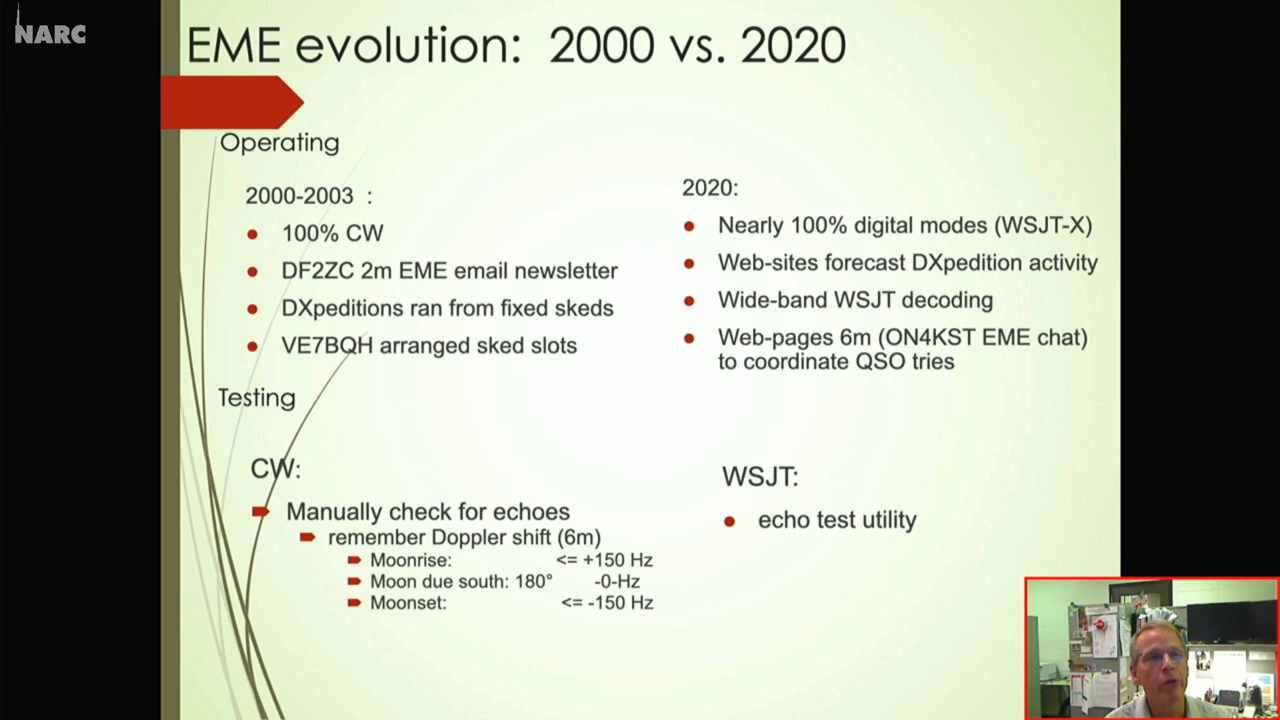 NARC
EME evolution: 2000 vs. 2020
Operating
2000-2003 :
100% CW
DF2ZC 2m EME email newsletter
DXpeditions ran from fixed skeds
VE7BQH arranged sked slots
2020:
Nearly 100% digital modes (WSJT-X)
Web-sites forecast DXpedition activity
Wide-band WSJT decoding
Web-pages 6m (ON4KST EME chat)
to coordinate QSO tries
Testing
CW:
Manually check for echoes
remember Doppler shift (6m)
Moonrise: <= +150 Hz
Moon due south: 180° -0-Hz
Moonset: <= -150 Hz
WSJT:
echo test utility